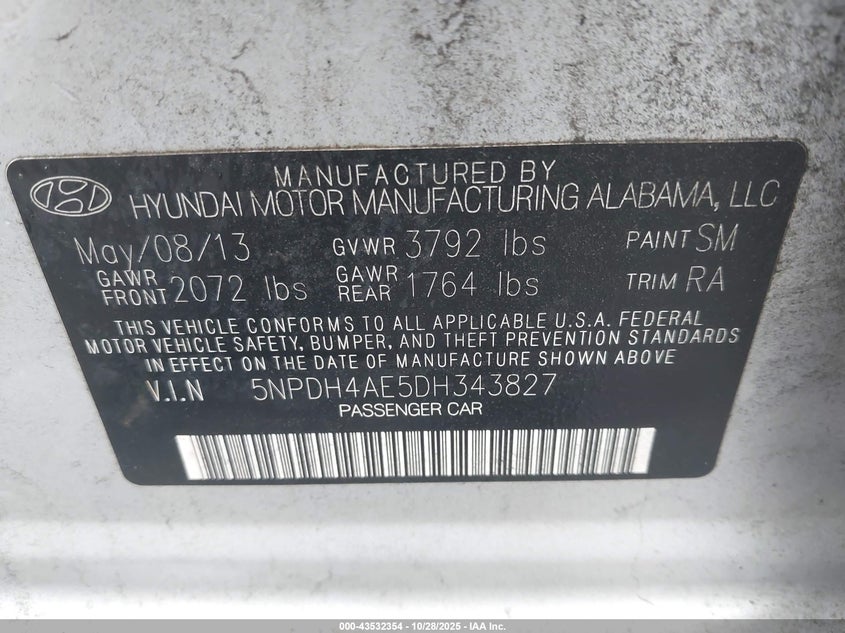 MANUFACTURED BY
HYUNDAI MOTOR MANUFACTURING ALABAMA, LLC
May/08/13 GVWR 3792 lbs PAINT SM
GAWR FRONT 2072 lbs GAWR REAR 1764 lbs TRIM RA
THIS VEHICLE CONFORMS TO ALL APPLICABLE U.S.A. FEDERAL
MOTOR VEHICLE SAFETY, BUMPER, AND THEFT PREVENTION STANDARDS
IN EFFECT ON THE DATE OF MANUFACTURE SHOWN ABOVE
V.I.N 5NPDH4AE5DH343827
PASSENGER CAR
000-43532354 - 10/28/2025 - IAA Inc.